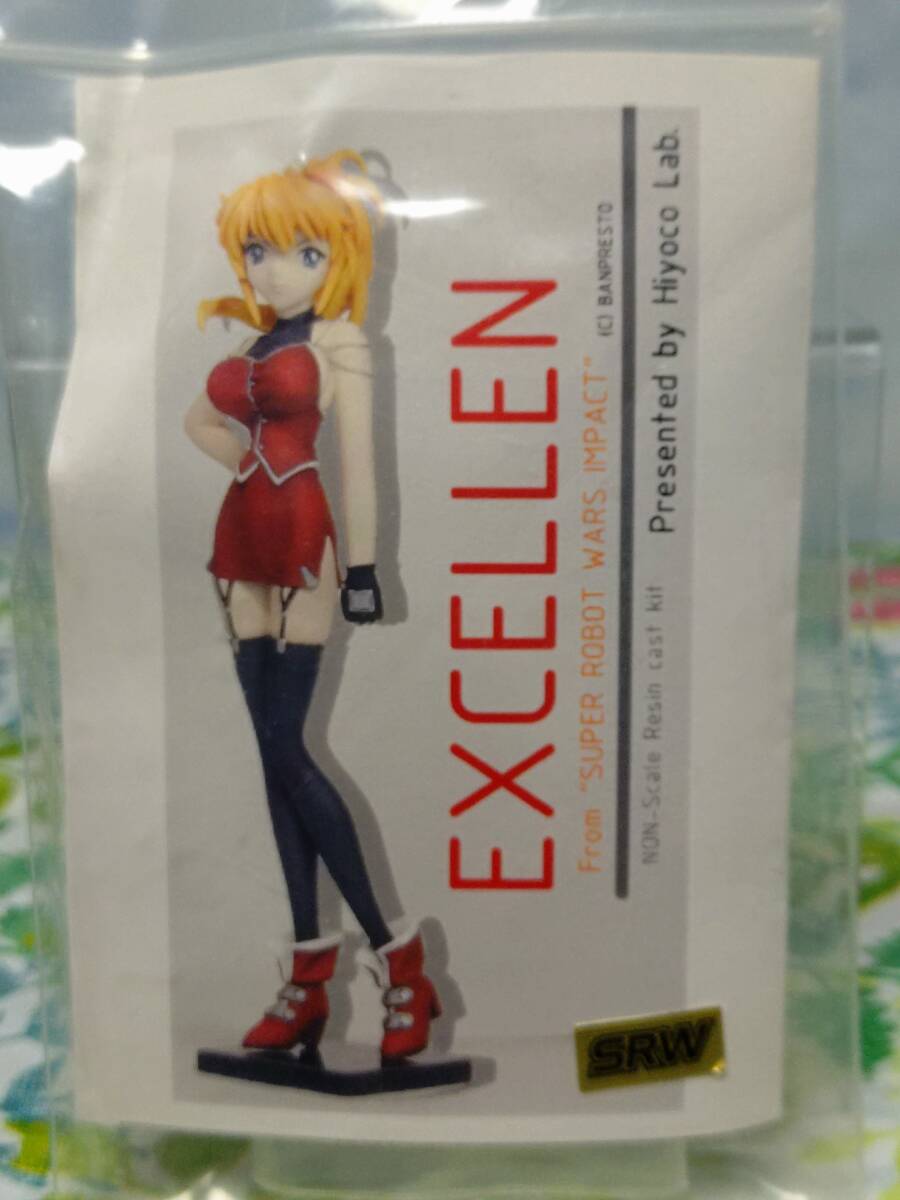 EXCELLEN
From "SUPER ROBOT WARS IMPACT" (C) BANPRESTO
NON-Scale Resin cast kit Presented by Hiyoco Lab.
SRW